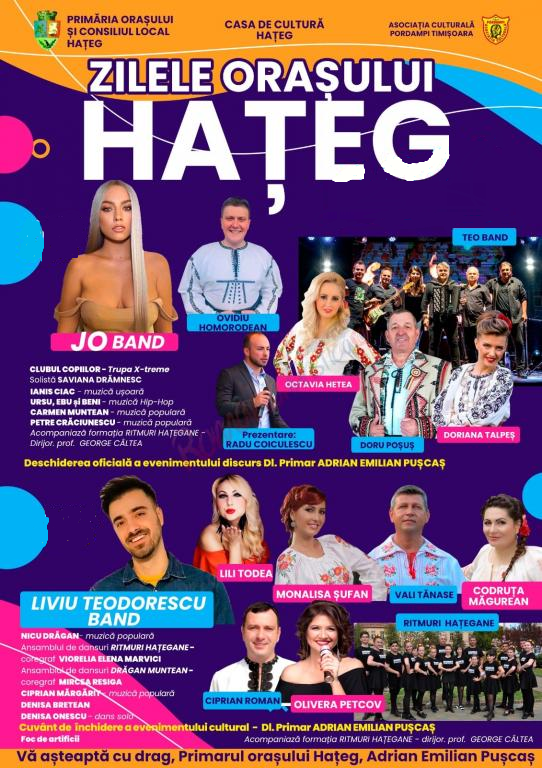 PRIMĂRIA ORAȘULUI
ȘI CONSILIUL LOCAL
HAȚEG
CASA DE CULTURĂ
HAȚEG
ASOCIAȚIA CULTURALĂ
PORDAMPI TIMIȘOARA
ZILELE ORAȘULUI
HAȚEG
TEO BAND
OVIDIU
HOMORODEAN
JO BAND
OCTAVIA HETEA
CLUBUL COPIILOR - Trupa X-treme
Solistă SAVIANA DRĂMNESC
IANIS CIAC - muzică ușoară
URSU, EBU și BENI - muzică Hip-Hop
CARMEN MUNTEAN - muzică populară
PETRE CRĂCIUNESCU - muzică populară
Acompaniază formația RITMURI HAȚEGANE -
Dirijor. prof. GEORGE CÂLTEA
Prezentare:
RADU COICULESCU
DORU POȘUȘ
DORIANA TALPEȘ
Deschiderea oficială a evenimentului discurs Dl. Primar ADRIAN EMILIAN PUȘCAȘ
LILI TODEA
MONALISA ȘUFAN
VALI TĂNASE
CODRUȚA
MĂGUREAN
LIVIU TEODORESCU
BAND
RITMURI HAȚEGANE
NICU DRĂGAN - muzică populară
Ansamblul de dansuri RITMURI HAȚEGANE -
coregraf VIORELIA ELENA MARVICI
Ansamblul de dansuri DRĂGAN MUNTEAN -
coregraf MIRCEA RESIGA
CIPRIAN MĂRGĂRIT - muzică populară
DENISA BRETEAN
DENISA ONESCU - dans solo
CIPRIAN ROMAN
OLIVERA PETCOV
Cuvânt de închidere a evenimentului cultural - Dl. Primar ADRIAN EMILIAN PUȘCAȘ
Foc de artificii
Acompaniază formația RITMURI HAȚEGANE - dirijor. prof. GEORGE CÂLTEA
Vă așteaptă cu drag, Primarul orașului Hațeg, Adrian Emilian Pușcaș